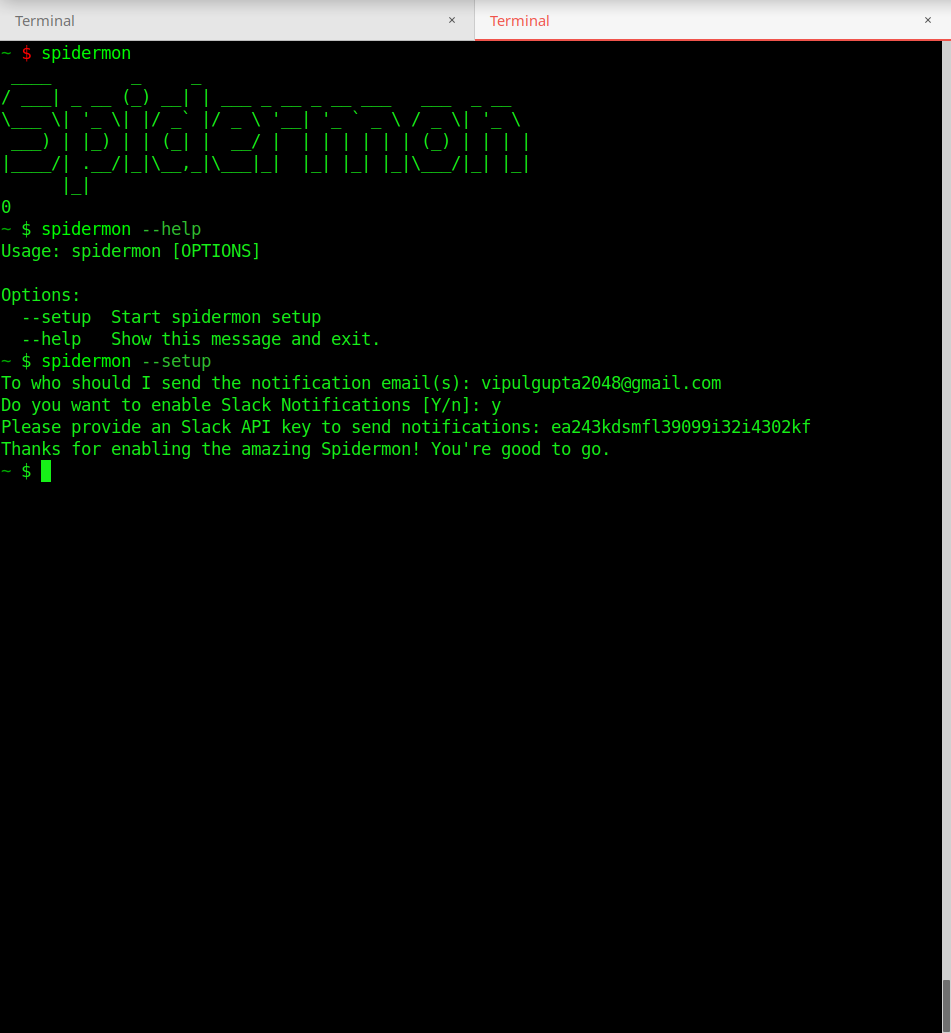 Terminal × Terminal ×
~ $ spidermon
 ____        _     _
/ ___| _ __ (_) __| | ___ _ __ _ __ ___   ___  _ __
\___ \| '_ \| |/ _` |/ _ \ '__| '_ ` _ \ / _ \| '_ \
 ___) | |_) | | (_| |  __/ |  | | | | | | (_) | | | |
|____/| .__/|_|\__,_|\___|_|  |_| |_| |_|\___/|_| |_|
      |_|
0
~ $ spidermon --help
Usage: spidermon [OPTIONS]

Options:
  --setup  Start spidermon setup
  --help   Show this message and exit.
~ $ spidermon --setup
To who should I send the notification email(s): vipulgupta2048@gmail.com
Do you want to enable Slack Notifications [Y/n]: y
Please provide an Slack API key to send notifications: ea243kdsmfl39099i32i4302kf
Thanks for enabling the amazing Spidermon! You're good to go.
~ $